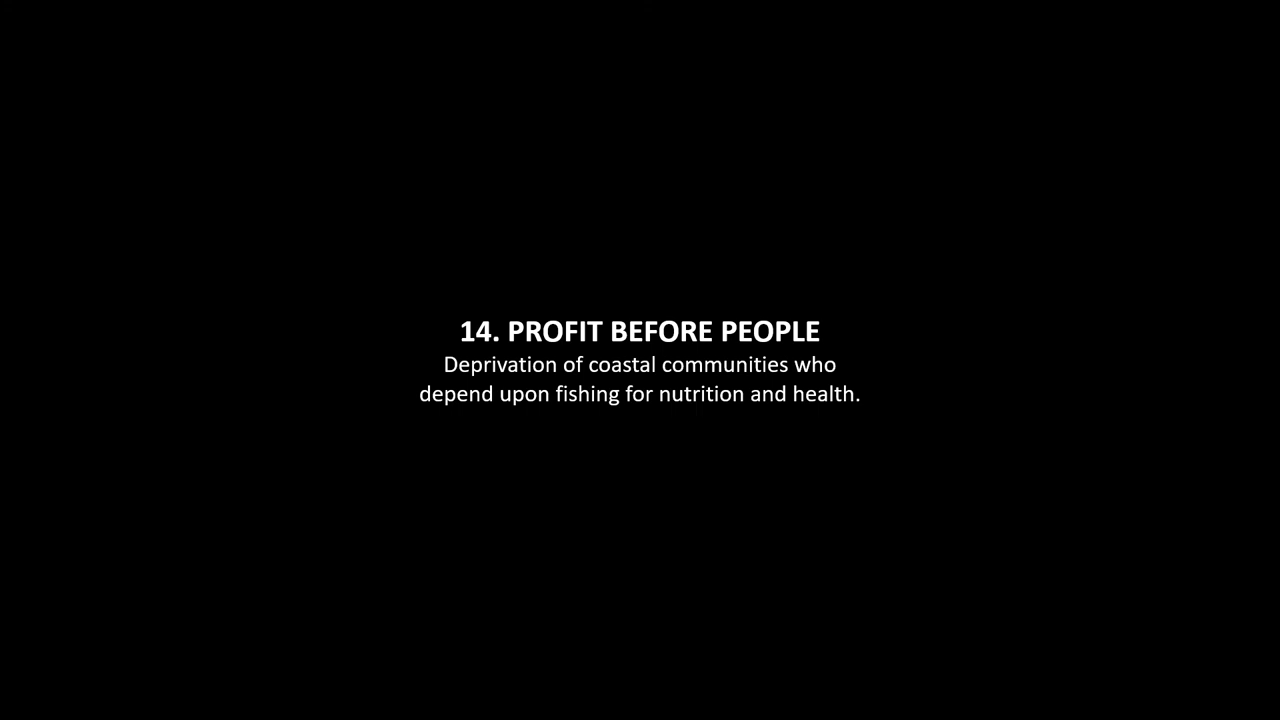 14. PROFIT BEFORE PEOPLE
Deprivation of coastal communities who
depend upon fishing for nutrition and health.